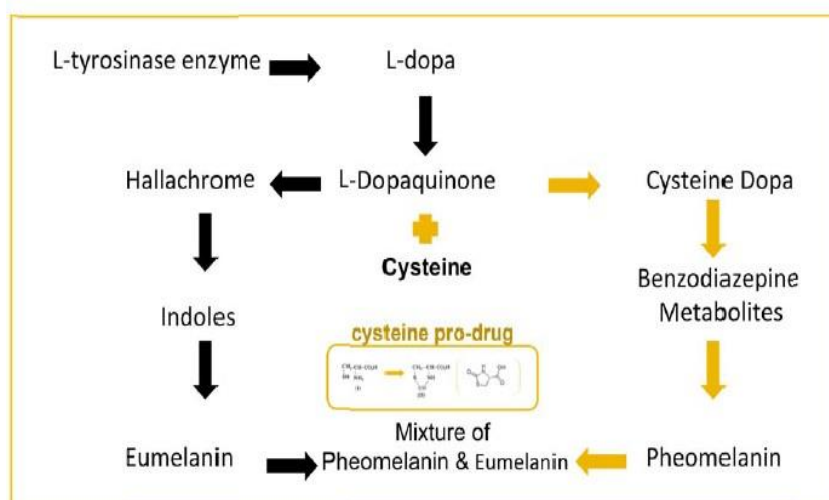 L-tyrosinase enzyme
L-dopa
Hallachrome
L-Dopaquinone
Cysteine Dopa
Cysteine
Benzodiazepine
Metabolites
Indoles
cysteine pro-drug
Mixture of
Pheomelanin & Eumelanin
Eumelanin
Pheomelanin